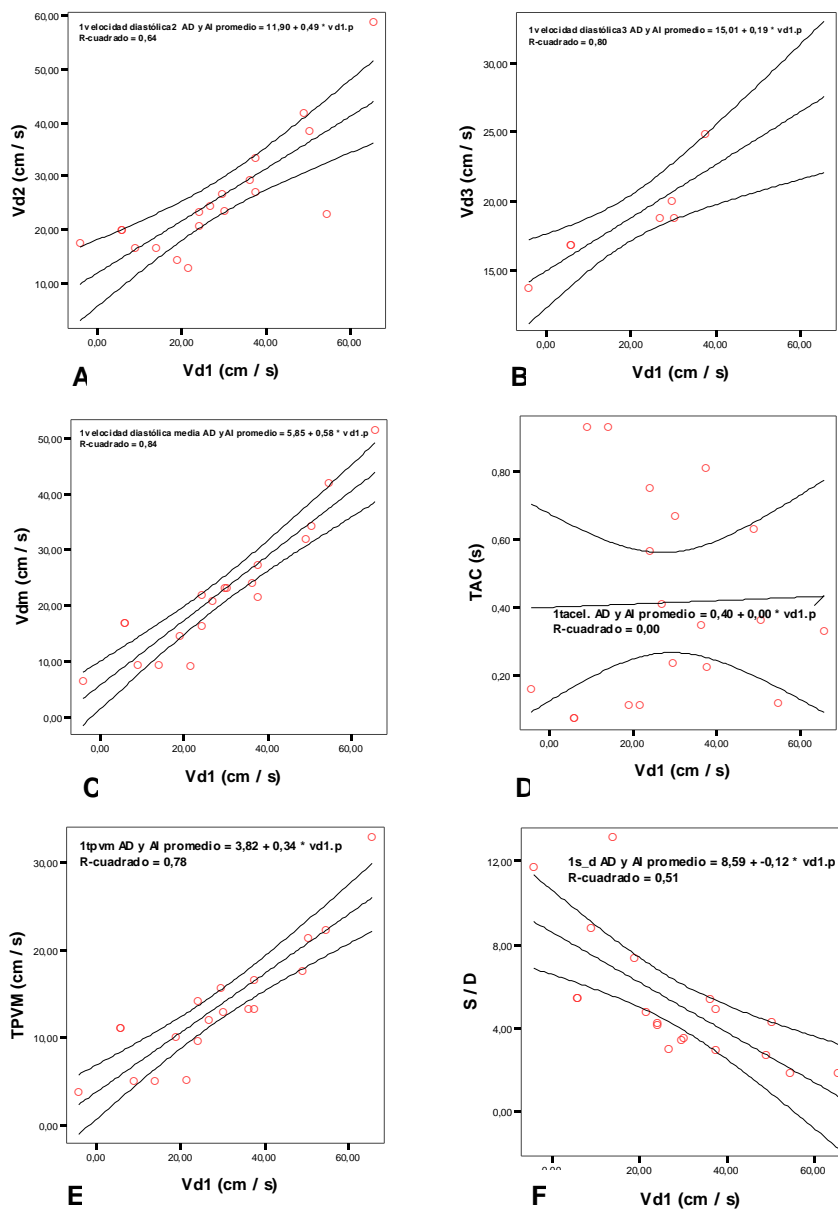 1velocidad diastólica2 AD y AI promedio = 11,90 + 0,49 * vd1.p
R-cuadrado = 0,64
60,00
50,00
40,00
30,00
20,00
10,00
Vd2 (cm / s)
0,00 20,00 40,00 60,00
Vd1 (cm / s)
A
1velocidad diastólica3 AD y AI promedio = 15,01 + 0,19 * vd1.p
R-cuadrado = 0,80
30,00
25,00
20,00
15,00
Vd3 (cm / s)
0,00 20,00 40,00 60,00
Vd1 (cm / s)
B
1velocidad diastólica media AD y AI promedio = 5,85 + 0,58 * vd1.p
R-cuadrado = 0,84
50,00
40,00
30,00
20,00
10,00
0,00
Vdm (cm / s)
0,00 20,00 40,00 60,00
Vd1 (cm / s)
C
0,80
0,60
0,40
0,20
TAC (s)
1tacel. AD y AI promedio = 0,40 + 0,00 * vd1.p
R-cuadrado = 0,00
0,00 20,00 40,00 60,00
Vd1 (cm / s)
D
1tpvm AD y AI promedio = 3,82 + 0,34 * vd1.p
R-cuadrado = 0,78
30,00
20,00
10,00
0,00
TPVM (cm / s)
0,00 20,00 40,00 60,00
Vd1 (cm / s)
E
1s_d AD y AI promedio = 8,59 + -0,12 * vd1.p
R-cuadrado = 0,51
12,00
8,00
4,00
0,00
S / D
0,00 20,00 40,00 60,00
Vd1 (cm / s)
F